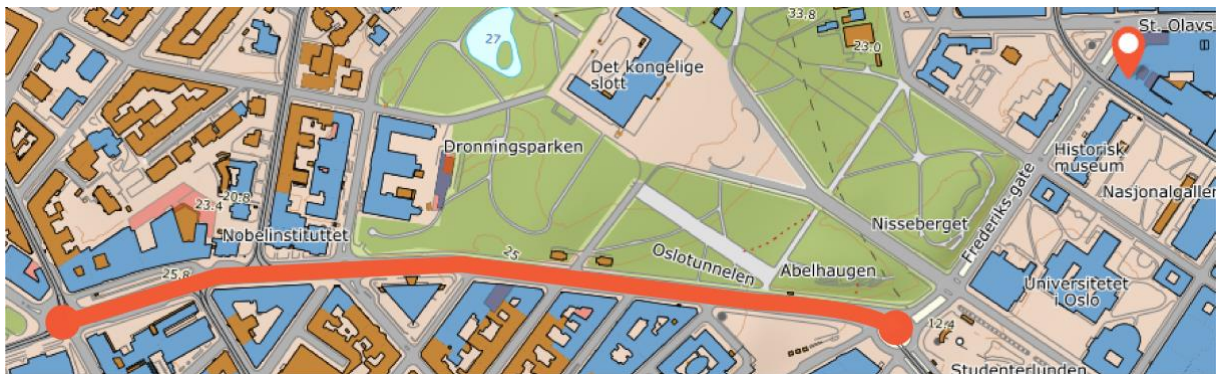 33.8
St. Olavs
27
23.0
Det kongelige
slott
Dronningsparken
Historisk
museum
20.8
23.4
Nasjonalgaller
Nobelinstituttet
Nisseberget
Frederiks gate
25
Oslotunnelen
Abelhaugen
25.8
Universitetet
i Oslo
12.4
Studenterlunden